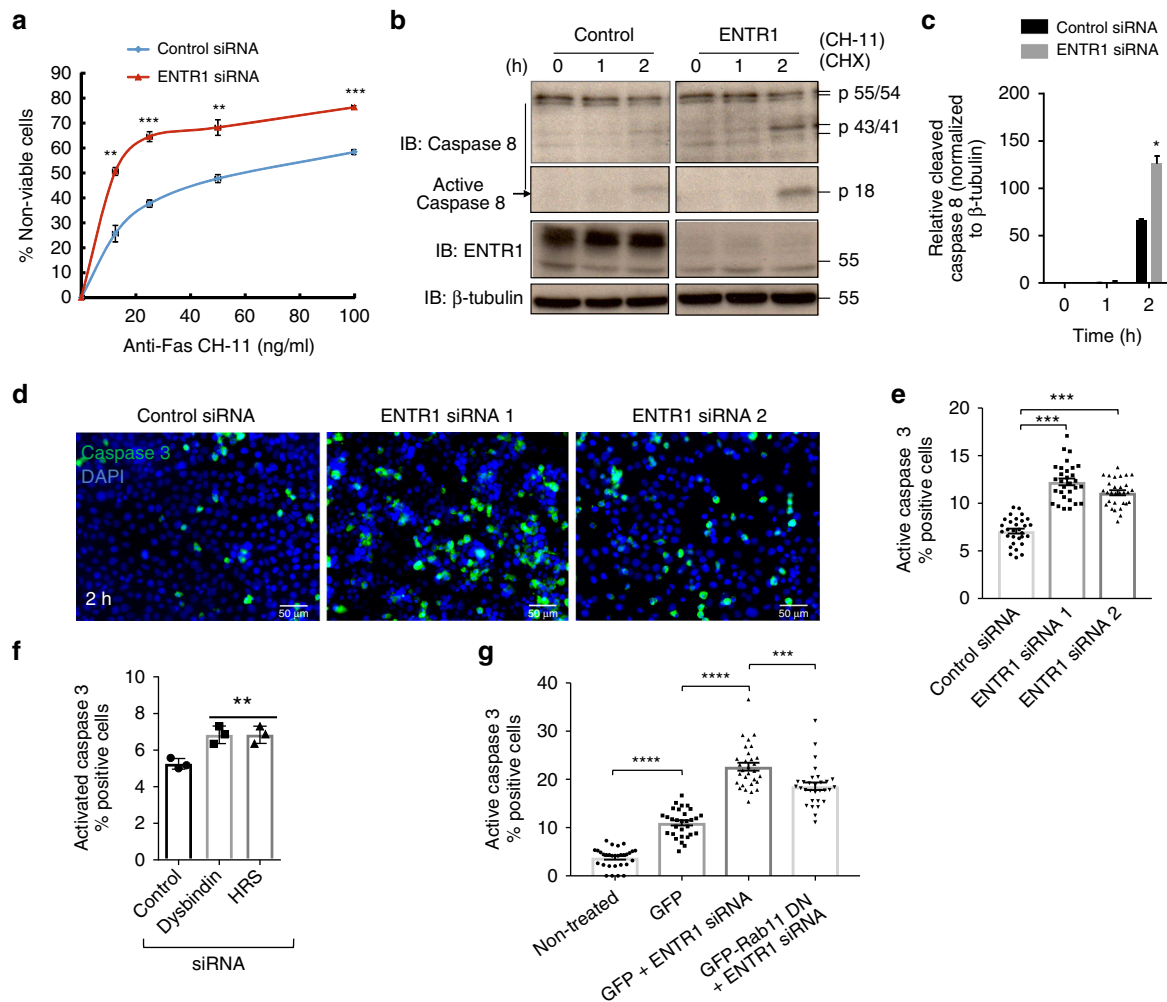 a
Control siRNA
ENTR1 siRNA
% Non-viable cells
90
80
70
60
50
40
30
20
10
0
20
40
60
80
100
**
***
**
***
Anti-Fas CH-11 (ng/ml)
b
Control
ENTR1
(CH-11)
(CHX)
(h)
0
1
2
0
1
2
IB: Caspase 8
p 55/54
p 43/41
Active
Caspase 8
p 18
IB: ENTR1
55
IB: β-tubulin
55
c
Control siRNA
ENTR1 siRNA
Relative cleaved
caspase 8 (normalized
to β-tubulin)
200
150
100
50
0
*
0
1
2
Time (h)
d
Control siRNA
ENTR1 siRNA 1
ENTR1 siRNA 2
Caspase 3
DAPI
2 h
50 μm
50 μm
50 μm
e
Active caspase 3
% positive cells
20
15
10
5
0
***
***
Control siRNA
ENTR1 siRNA 1
ENTR1 siRNA 2
f
Activated caspase 3
% positive cells
8
6
4
2
0
**
Control
Dysbindin
HRS
siRNA
g
Active caspase 3
% positive cells
40
30
20
10
0
****
****
***
Non-treated
GFP
GFP + ENTR1 siRNA
GFP-Rab11 DN
+ ENTR1 siRNA